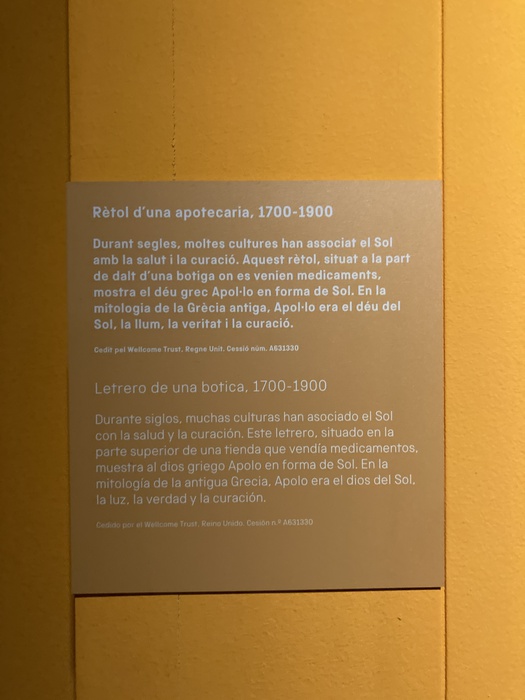 Rètol d'una apotecaria, 1700-1900
Durant segles, moltes cultures han associat el Sol
amb la salut i la curació. Aquest rètol, situat a la part
de dalt d'una botiga on es venien medicaments,
mostra el déu grec Apol·lo en forma de Sol. En la
mitologia de la Grècia antiga, Apol·lo era el déu del
Sol, la llum, la veritat i la curació.
Cedit pel Wellcome Trust, Regne Unit. Cessió núm. A631330
Letrero de una botica, 1700-1900
Durante siglos, muchas culturas han asociado el Sol
con la salud y la curación. Este letrero, situado en la
parte superior de una tienda que vendía medicamentos,
muestra al dios griego Apolo en forma de Sol. En la
mitología de la antigua Grecia, Apolo era el dios del Sol,
la luz, la verdad y la curación.
Cedido por el Wellcome Trust, Reino Unido. Cesión n.º A631330